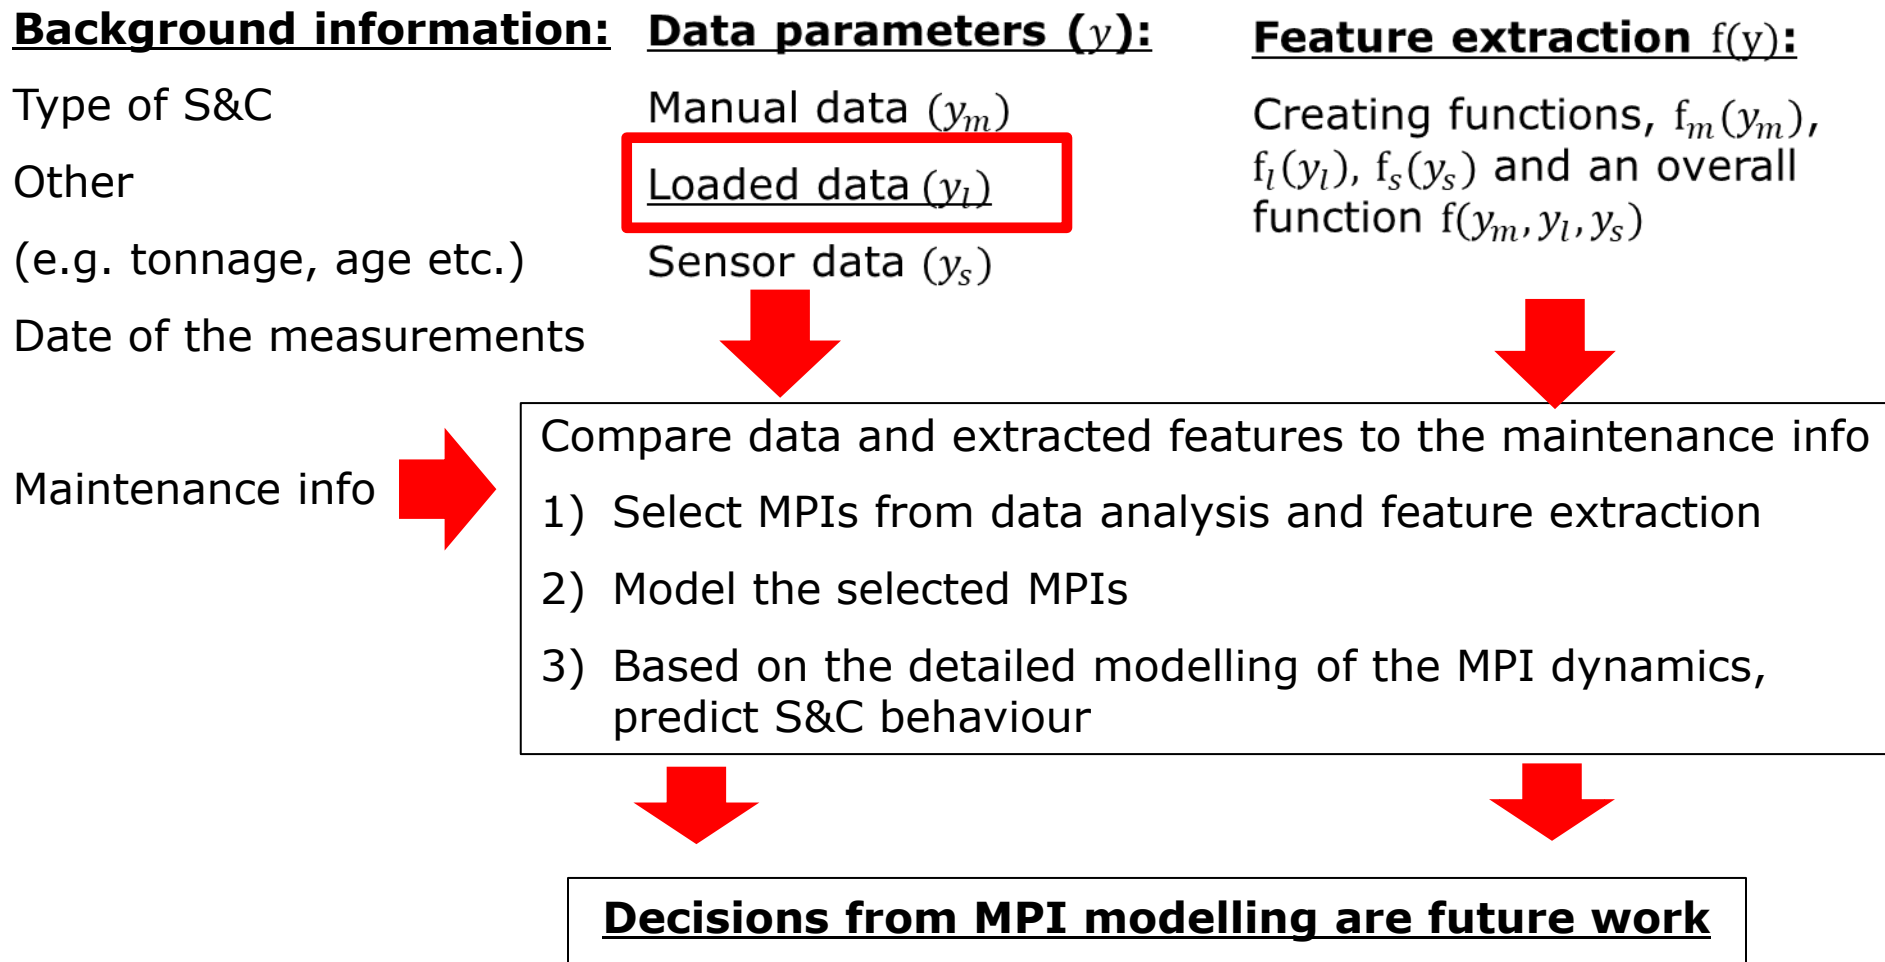 Background information:
Type of S&C
Other
(e.g. tonnage, age etc.)
Date of the measurements
Maintenance info
Data parameters (y):
Manual data (yₘ)
Loaded data (yₗ)
Sensor data (yₛ)
Feature extraction f(y):
Creating functions, fₘ(yₘ),
fₗ(yₗ), fₛ(yₛ) and an overall
function f(yₘ, yₗ, yₛ)
Compare data and extracted features to the maintenance info
1) Select MPIs from data analysis and feature extraction
2) Model the selected MPIs
3) Based on the detailed modelling of the MPI dynamics,
predict S&C behaviour
Decisions from MPI modelling are future work